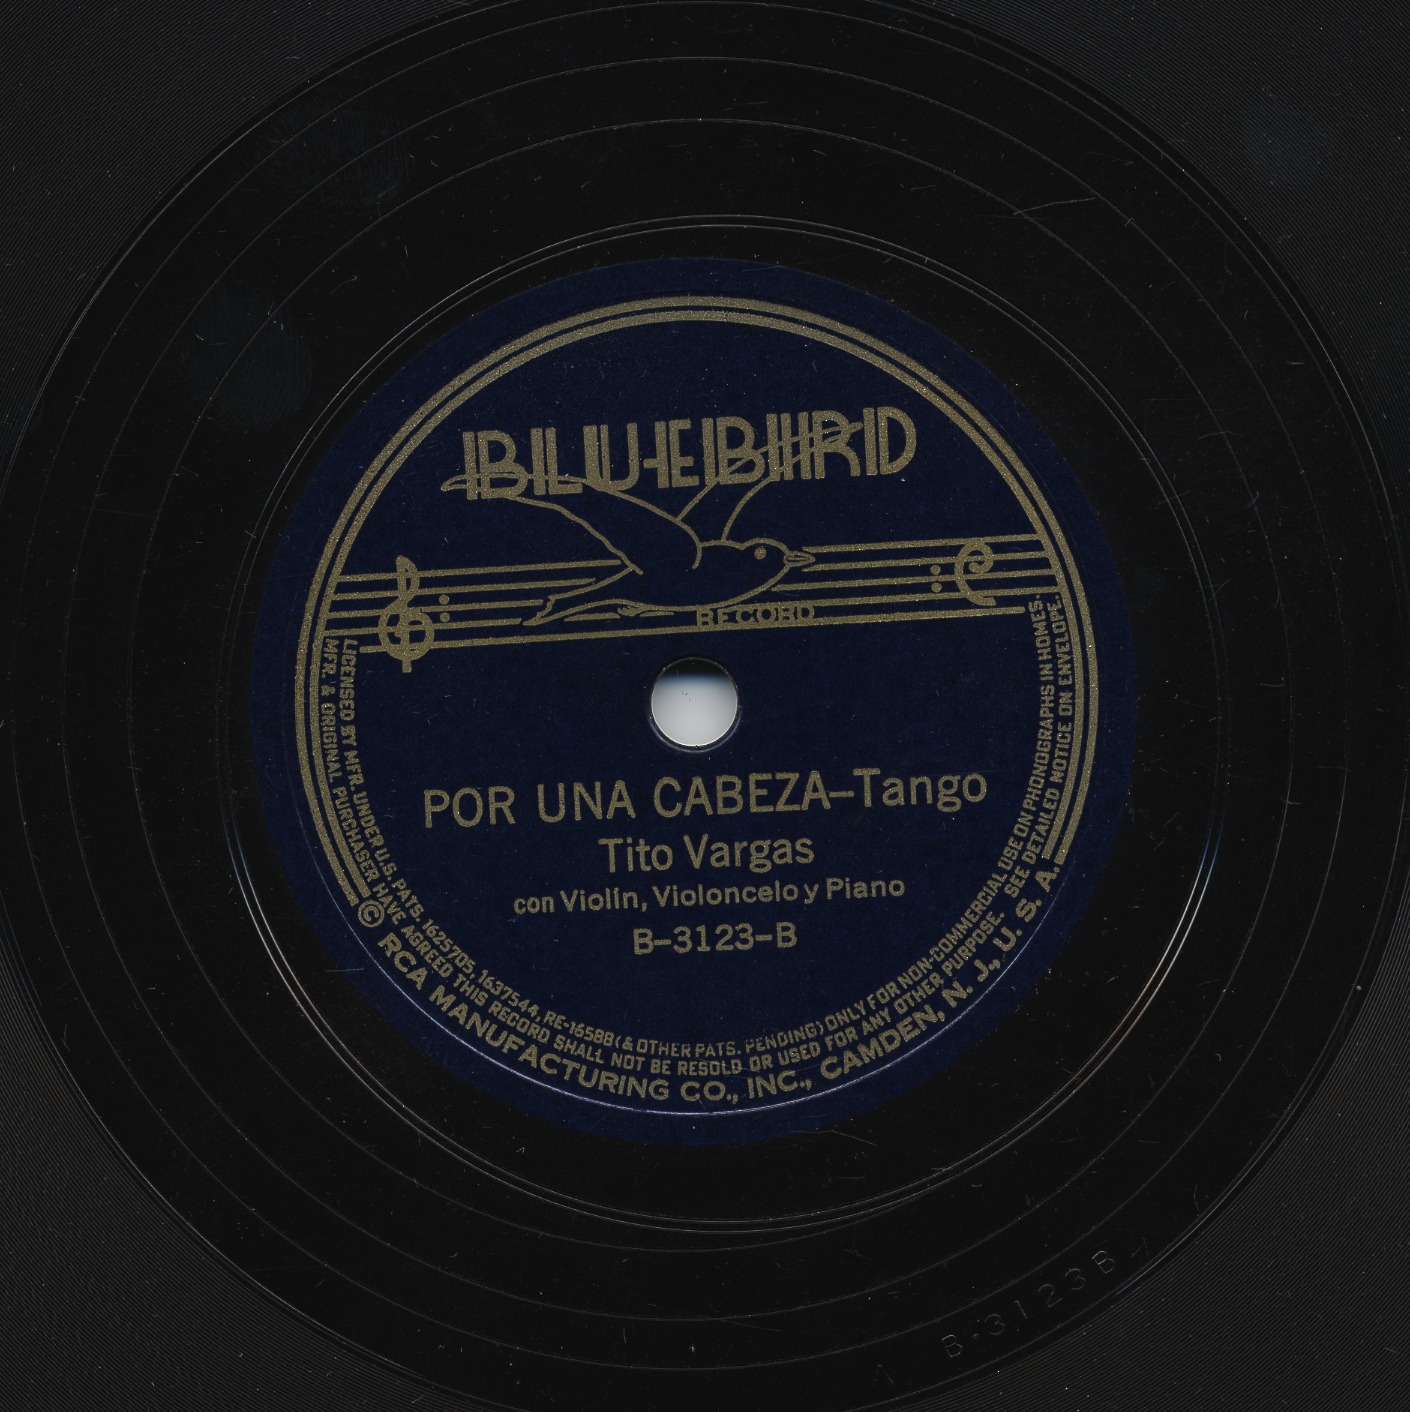 BLUEBIRD
RECORD
POR UNA CABEZA–Tango
Tito Vargas
con Violín, Violoncelo y Piano
B–3123–B
LICENSED BY MFR. UNDER U.S. PATS. 1625705, 1637544, RE-16588 (& OTHER PATS. PENDING) ONLY FOR NON-COMMERCIAL USE ON PHONOGRAPHS IN HOMES.
MFR. & ORIGINAL PURCHASER HAVE AGREED THIS RECORD SHALL NOT BE RESOLD OR USED FOR ANY OTHER PURPOSE. SEE DETAILED NOTICE ON ENVELOPE.
© RCA MANUFACTURING CO., INC., CAMDEN, N. J., U. S. A.
A B-3123B-1